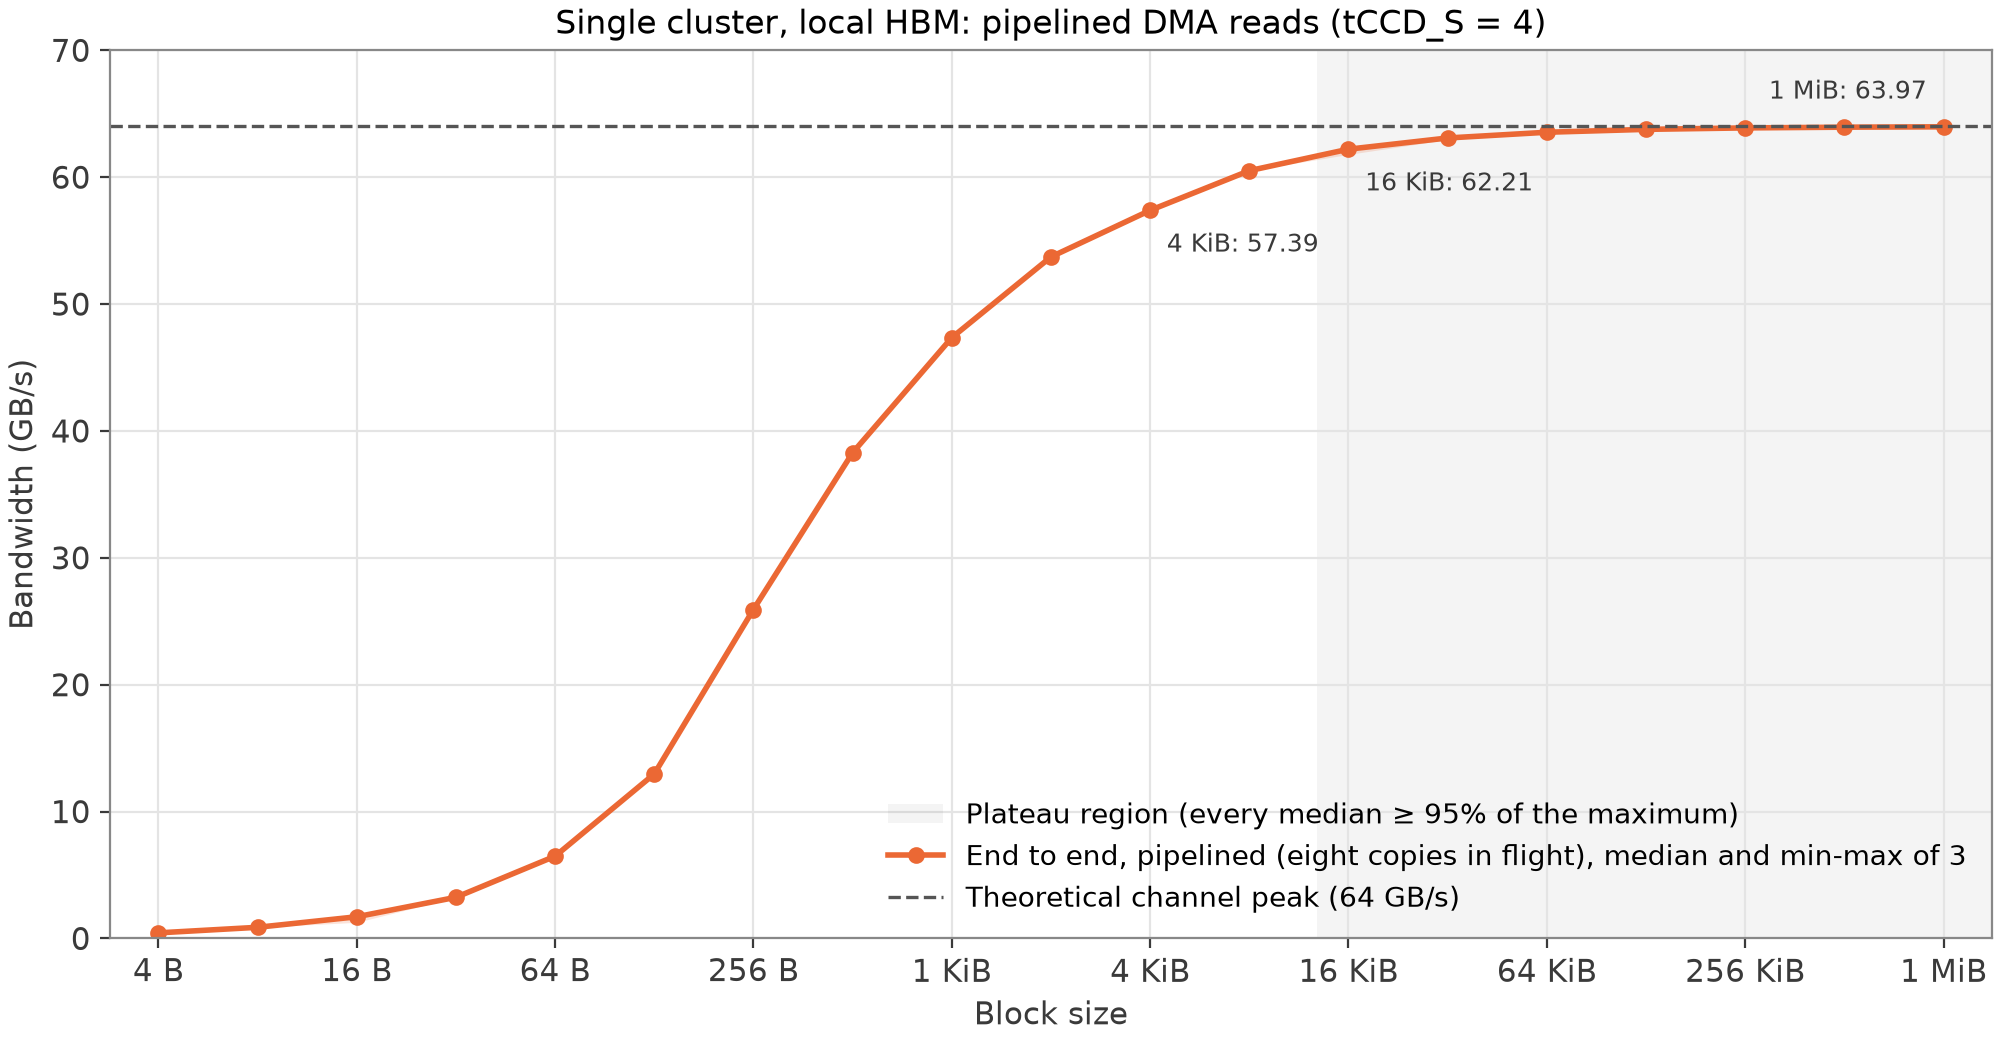 Single cluster, local HBM: pipelined DMA reads (tCCD_S = 4)
70
60
50
40
30
20
10
0
Bandwidth (GB/s)
1 MiB: 63.97
16 KiB: 62.21
4 KiB: 57.39
Plateau region (every median ≥ 95% of the maximum)
End to end, pipelined (eight copies in flight), median and min-max of 3
Theoretical channel peak (64 GB/s)
4 B 16 B 64 B 256 B 1 KiB 4 KiB 16 KiB 64 KiB 256 KiB 1 MiB
Block size